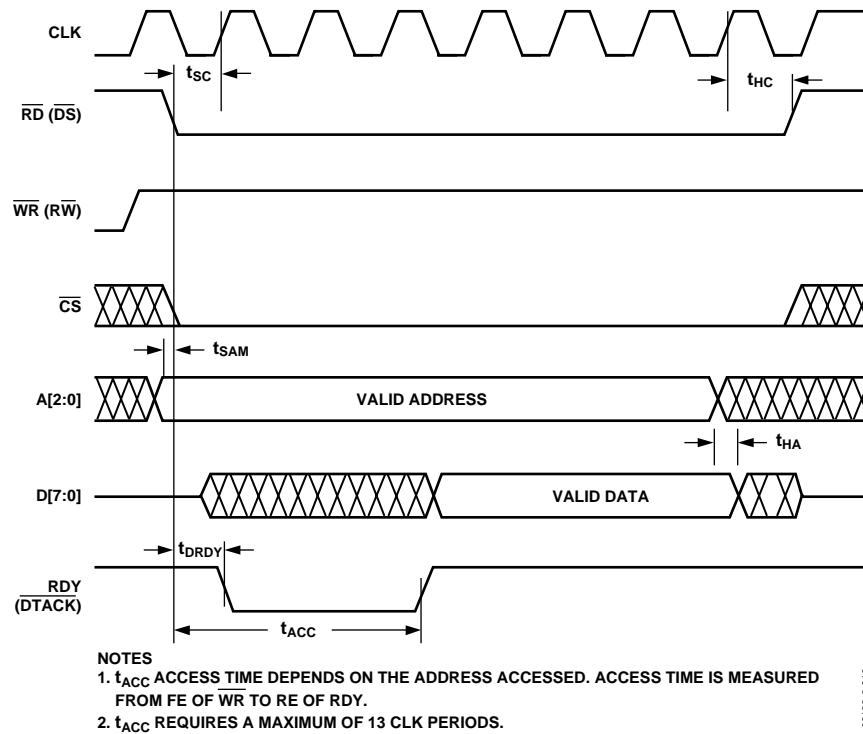 CLK
tSC
tHC
RD (DS)
WR (RW)
CS
tSAM
A[2:0]
VALID ADDRESS
tHA
D[7:0]
VALID DATA
tDRDY
RDY
(DTACK)
tACC
NOTES
1. tACC ACCESS TIME DEPENDS ON THE ADDRESS ACCESSED. ACCESS TIME IS MEASURED
FROM FE OF WR TO RE OF RDY.
2. tACC REQUIRES A MAXIMUM OF 13 CLK PERIODS.